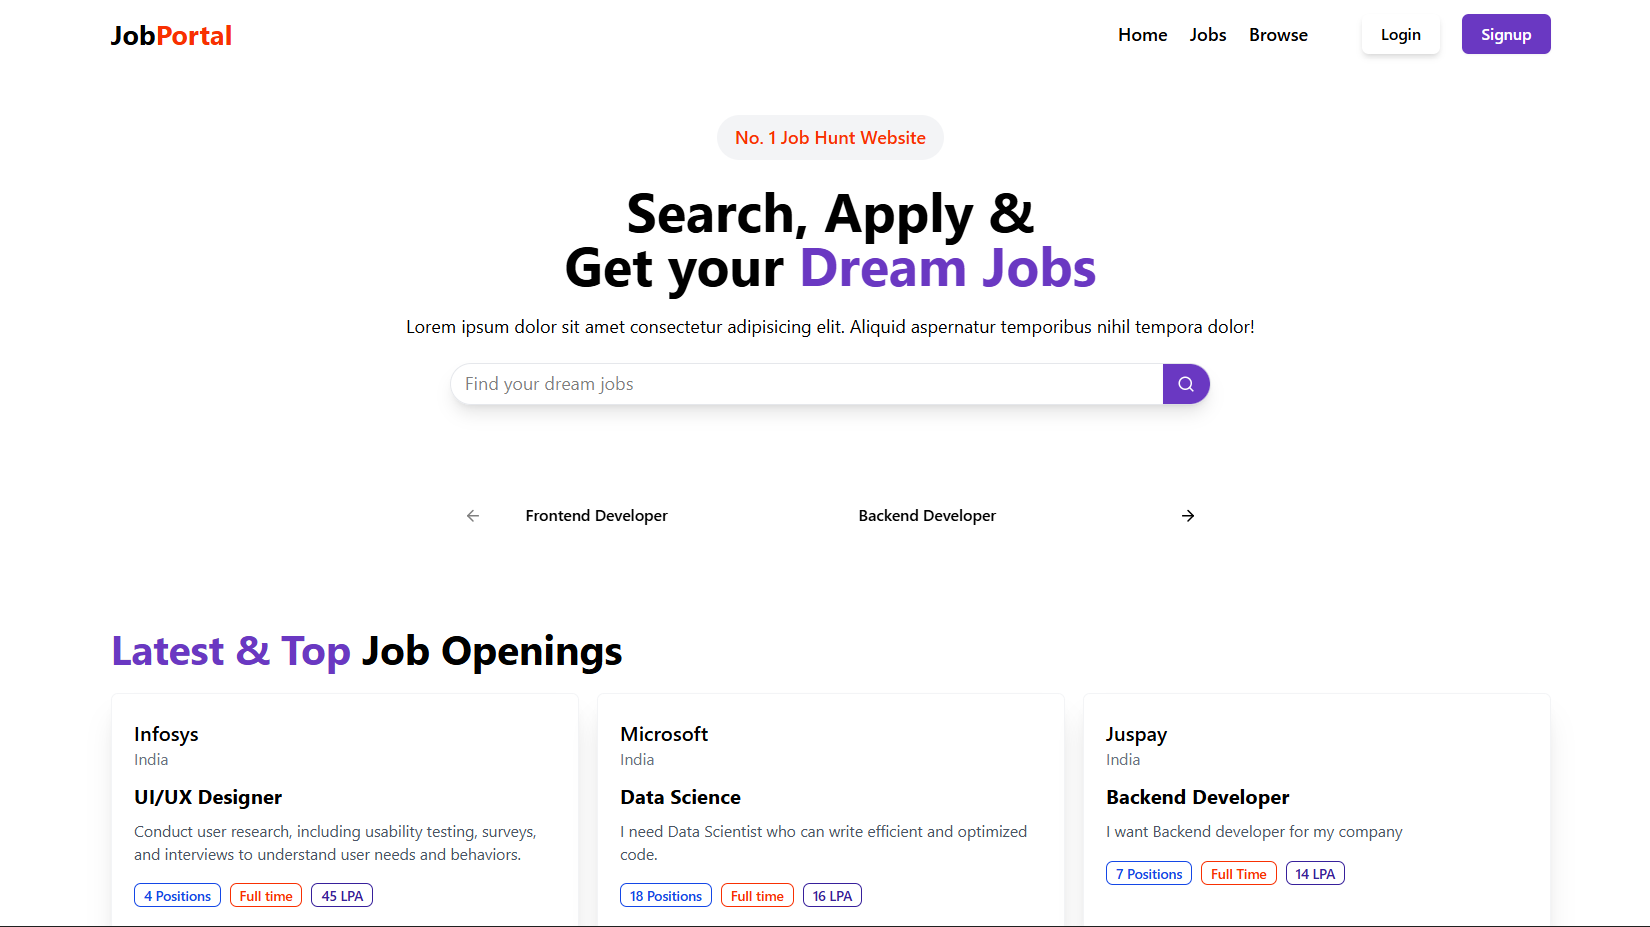 JobPortal
Home Jobs Browse Login Signup
No. 1 Job Hunt Website
Search, Apply &
Get your Dream Jobs
Lorem ipsum dolor sit amet consectetur adipisicing elit. Aliquid aspernatur temporibus nihil tempora dolor!
Find your dream jobs
Frontend Developer Backend Developer
Latest & Top Job Openings
Infosys
India
UI/UX Designer
Conduct user research, including usability testing, surveys,
and interviews to understand user needs and behaviors.
4 Positions Full time 45 LPA
Microsoft
India
Data Science
I need Data Scientist who can write efficient and optimized
code.
18 Positions Full time 16 LPA
Juspay
India
Backend Developer
I want Backend developer for my company
7 Positions Full Time 14 LPA